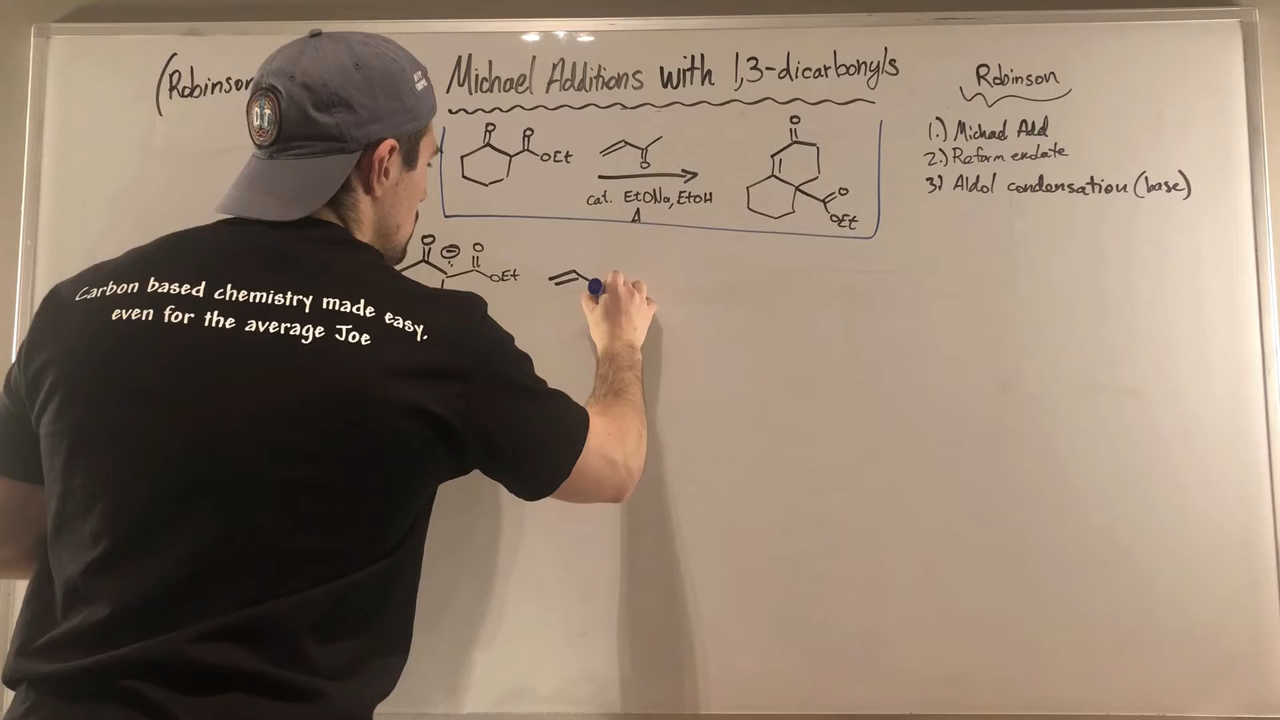 (Robinson Michael Additions with 1,3-dicarbonyls
Robinson
1.) Michael Add
2.) Reform enolate
3) Aldol condensation (base)
O O OEt
O
cat. EtONa, EtOH
Δ
O
O
OEt
O ⊖ O
OEt
Carbon based chemistry made easy,
even for the average Joe